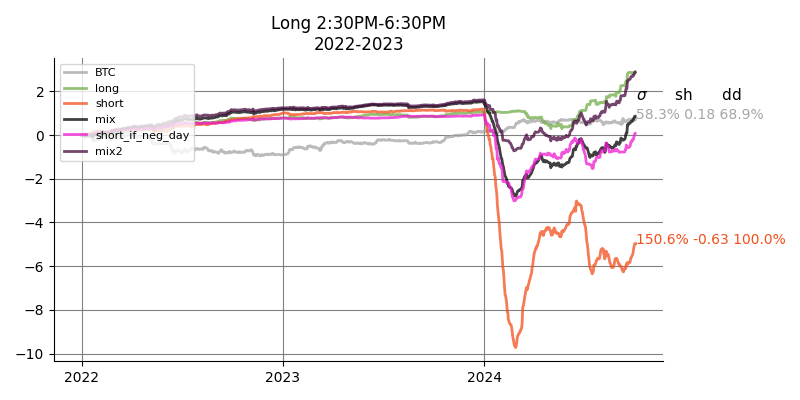 Long 2:30PM-6:30PM
2022-2023
BTC
long
short
mix
short_if_neg_day
mix2
σ sh dd
58.3% 0.18 68.9%
150.6% -0.63 100.0%
2
0
−2
−4
−6
−8
−10
2022 2023 2024